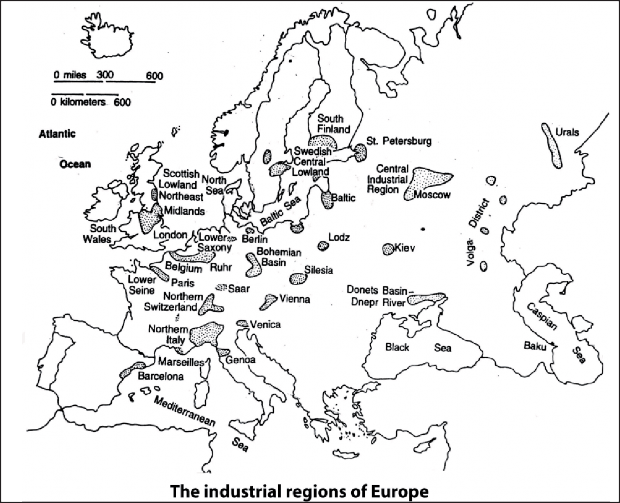 0 miles 300 600
0 kilometers 600
Atlantic
Ocean
South
Finland
St. Petersburg
Urals
Swedish
Central
Lowland
Scottish
Lowland
North
Sea
Northeast
Midlands
Central
Industrial
Region
Moscow
Baltic
Baltic Sea
Volga-
District
South
Wales
London
Lower
Saxony
Berlin
Lodz
Kiev
Belgium
Ruhr
Bohemian
Basin
Lower
Seine
Paris
Saar
Silesia
Northern
Switzerland
Vienna
Donets Basin-
Dnepr River
Northern
Italy
Venica
Caspian
Sea
Black Sea
Baku
Marseilles
Genoa
Barcelona
Mediterranean
Sea
The industrial regions of Europe